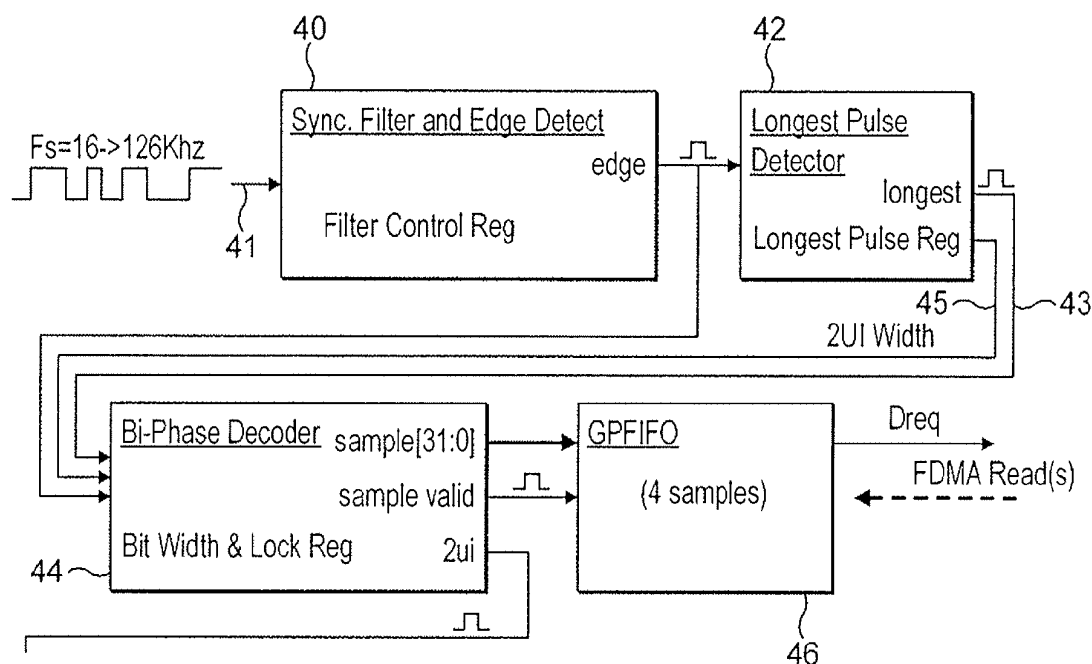 40
42
Sync. Filter and Edge Detect
Longest Pulse
Detector
Fs=16->126Khz
edge
longest
41
Filter Control Reg
Longest Pulse Reg
45
43
2UI Width
Bi-Phase Decoder
sample[31:0]
GPFIFO
Dreq
FDMA Read(s)
sample valid
(4 samples)
Bit Width & Lock Reg
2ui
44
46